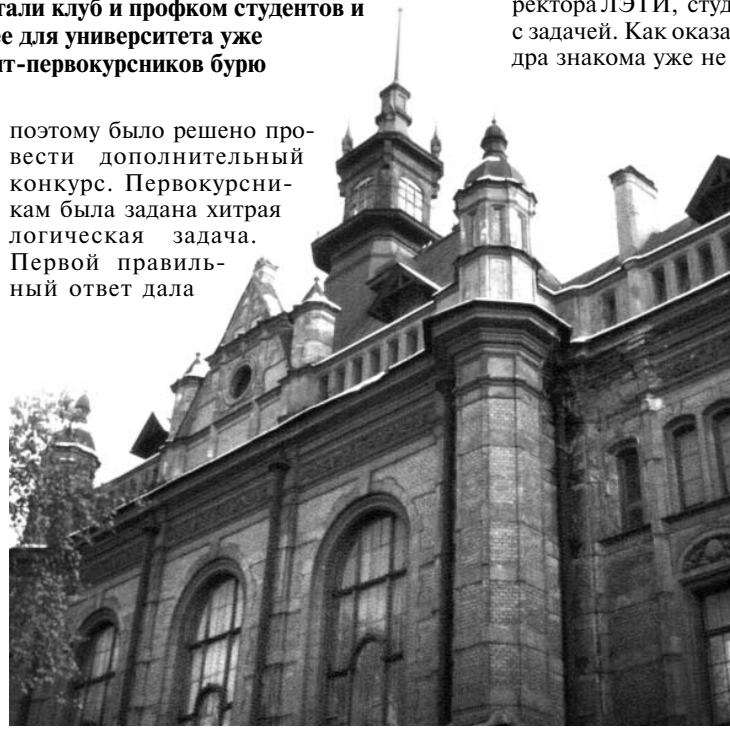 тали клуб и профком студентов и
ее для университета уже
нт-первокурсников бурю
поэтому было решено про-
вести дополнительный
конкурс. Первокурсни-
кам была задана хитрая
логическая задача.
Первой правиль-
ный ответ дала
ректора ЛЭТИ, студ
с задачей. Как оказа
дра знакома уже не